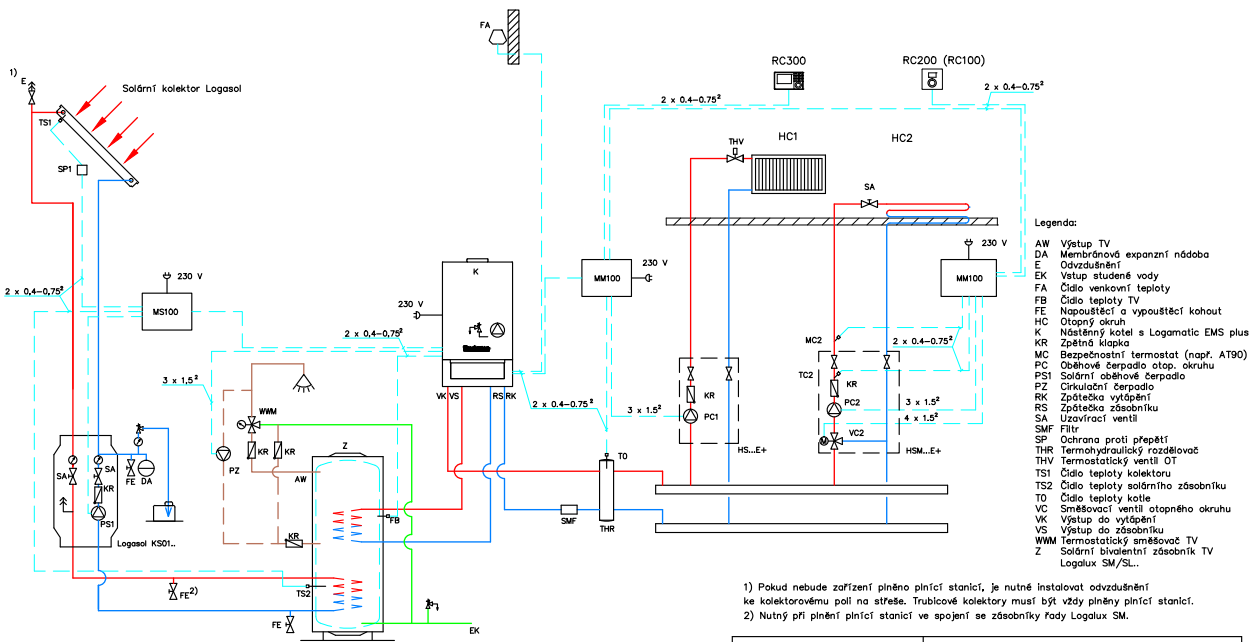 FA
RC300
RC200 (RC100)
1)
E
Solární kolektor Logasol
TS1
SP1
2 x 0.4-0.75²
2 x 0.4-0.75²
HC1
HC2
THV
SA
230 V
MS100
2 x 0.4-0.75²
K
230 V
2 x 0.4-0.75²
MM100
230 V
230 V
MM100
MC2
2 x 0.4-0.75²
TC2
KR
PC2
3 x 1.5²
4 x 1.5²
M
VC2
HSM...E+
KR
PC1
3 x 1.5²
HS...E+
3 x 1,5²
VK
VS
RS
RK
2 x 0.4-0.75²
WWM
KR
KR
PZ
Z
AW
FB
KR
T0
SMF
THR
SA
SA
KR
PS1
FE
DA
Logasol KS01..
FE²⁾
TS2
FE
EK
Legenda:
AW Výstup TV
DA Membránová expanzní nádoba
E Odvzdušnění
EK Vstup studené vody
FA Čidlo venkovní teploty
FB Čidlo teploty TV
FE Napouštěcí a vypouštěcí kohout
HC Otopný okruh
K Nástěnný kotel s Logamatic EMS plus
KR Zpětná klapka
MC Bezpečnostní termostat (např. AT90)
PC Oběhové čerpadlo otop. okruhu
PS1 Solární oběhové čerpadlo
PZ Cirkulační čerpadlo
RK Zpátečka vytápění
RS Zpátečka zásobníku
SA Uzavírací ventil
SMF Filtr
SP Ochrana proti přepětí
THR Termohydraulický rozdělovač
THV Termostatický ventil OT
TS1 Čidlo teploty kolektoru
TS2 Čidlo teploty solárního zásobníku
T0 Čidlo teploty kotle
VC Směšovací ventil otopného okruhu
VK Výstup do vytápění
VS Výstup do zásobníku
WWM Termostatický směšovač TV
Z Solární bivalentní zásobník TV
Logalux SM/SL..
1) Pokud nebude zařízení plněno plnící stanicí, je nutné instalovat odvzdušnění
ke kolektorovému poli na střeše. Trubicové kolektory musí být vždy plněny plnící stanicí.
2) Nutný při plnění plnící stanicí ve spojení se zásobníky řady Logalux SM.